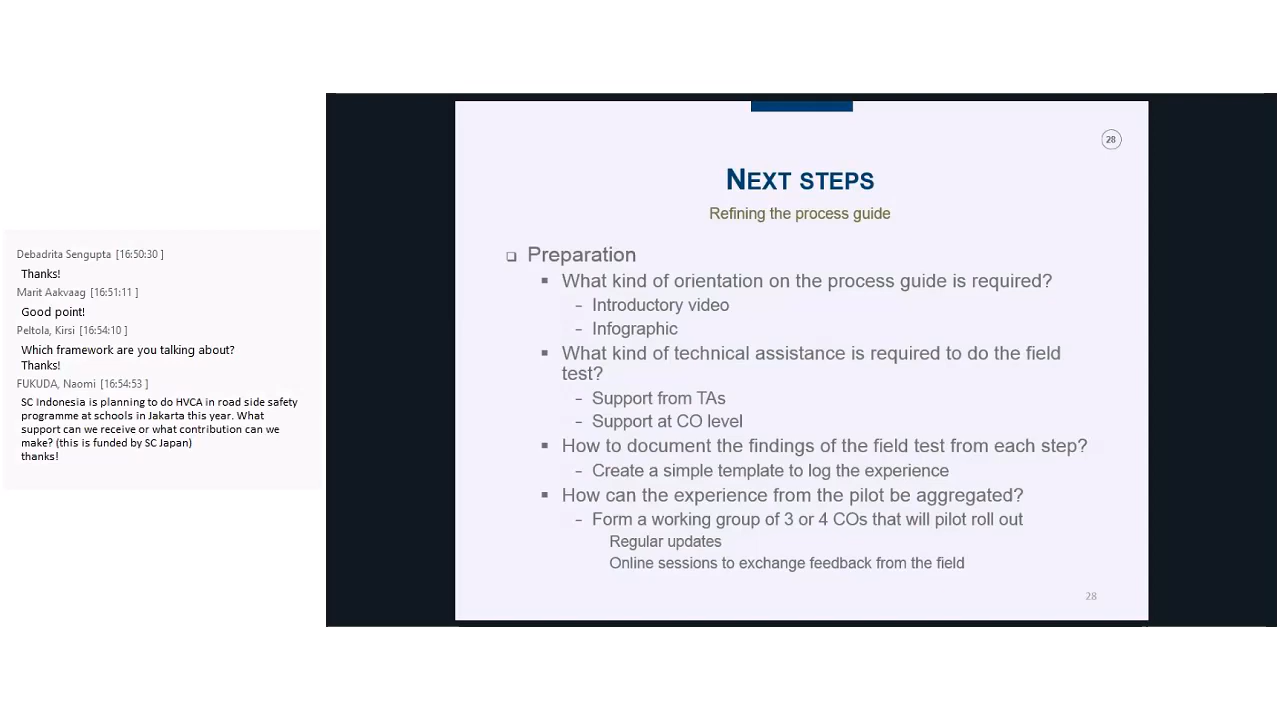 Debadrita Sengupta [16:50:30 ]
Thanks!
Marit Aakvaag [16:51:11 ]
Good point!
Peltola, Kirsi [16:54:10 ]
Which framework are you talking about?
Thanks!
FUKUDA, Naomi [16:54:53 ]
SC Indonesia is planning to do HVCA in road side safety
programme at schools in Jakarta this year. What
support can we receive or what contribution can we
make? (this is funded by SC Japan)
thanks!
28
NEXT STEPS
Refining the process guide
❑ Preparation
▪ What kind of orientation on the process guide is required?
- Introductory video
- Infographic
▪ What kind of technical assistance is required to do the field
test?
- Support from TAs
- Support at CO level
▪ How to document the findings of the field test from each step?
- Create a simple template to log the experience
▪ How can the experience from the pilot be aggregated?
- Form a working group of 3 or 4 COs that will pilot roll out
Regular updates
Online sessions to exchange feedback from the field
28